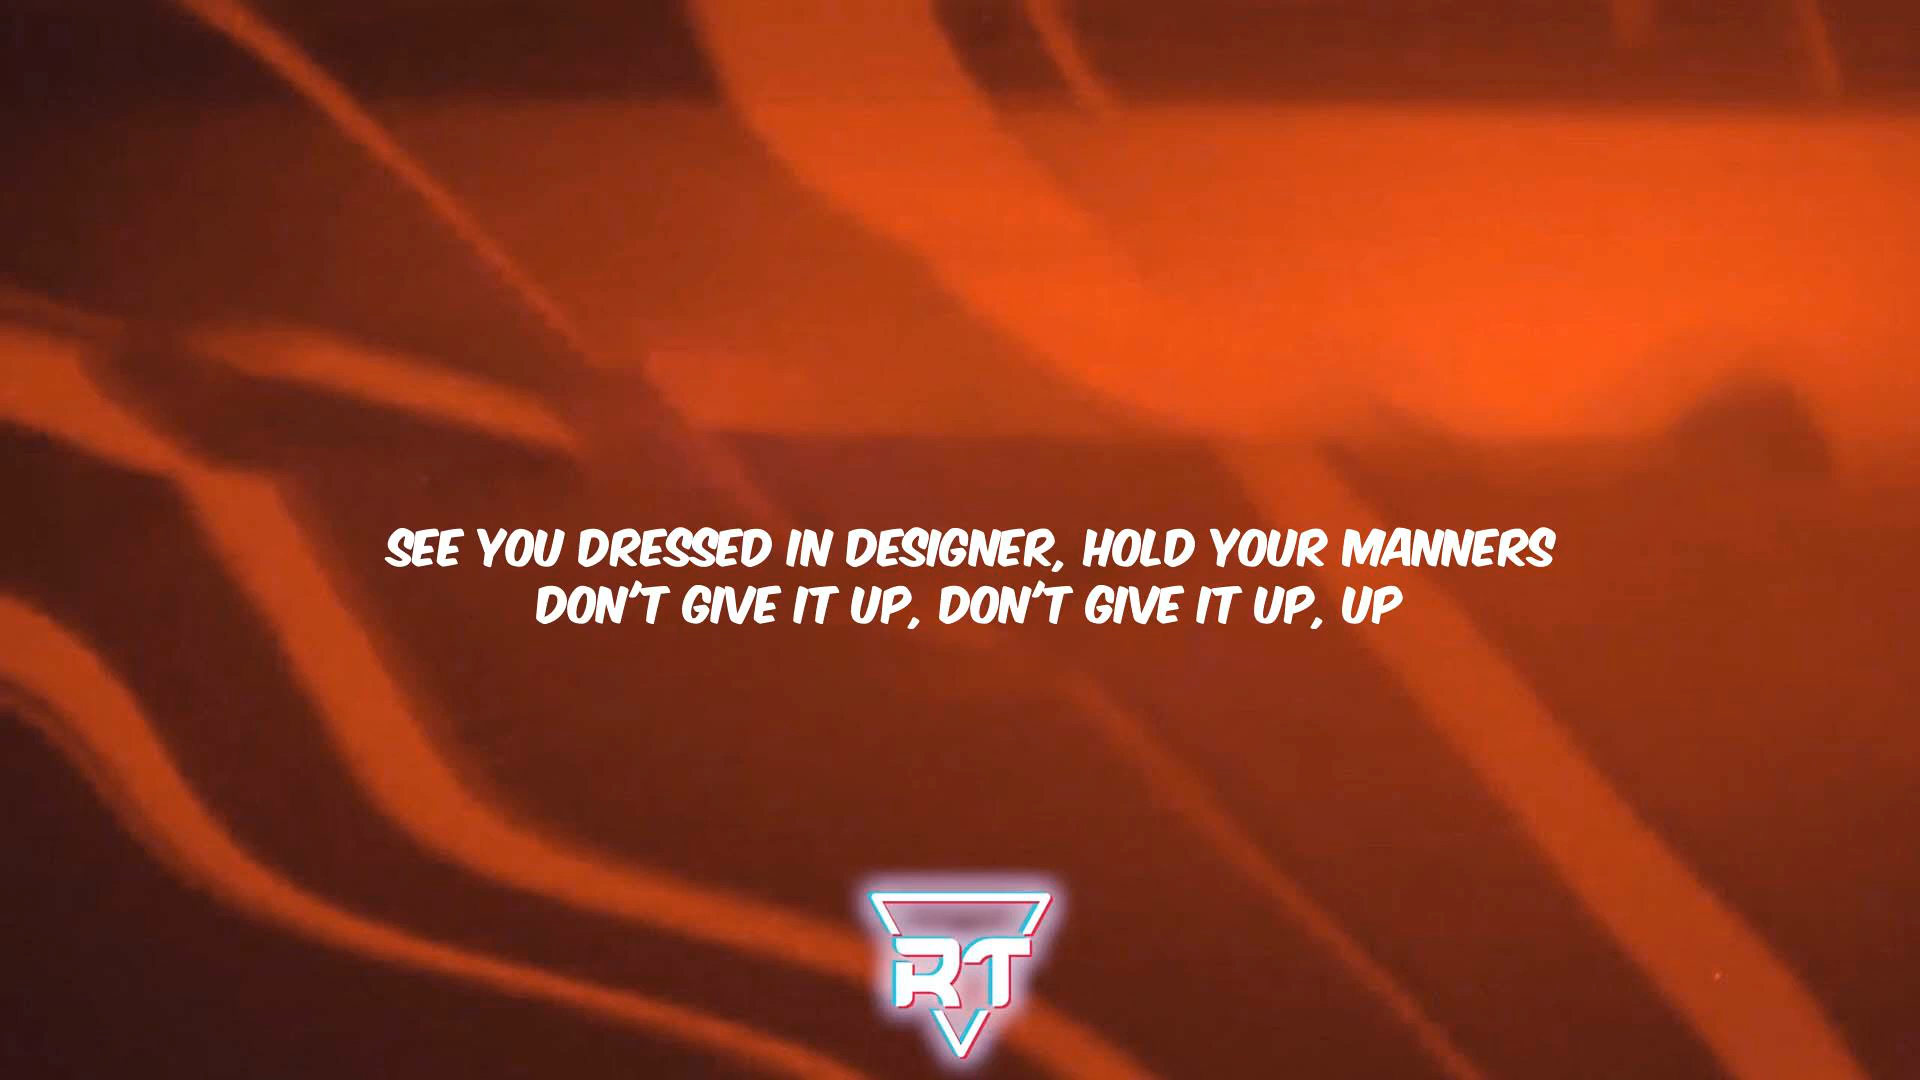 SEE YOU DRESSED IN DESIGNER, HOLD YOUR MANNERS
DON'T GIVE IT UP, DON'T GIVE IT UP, UP
RT